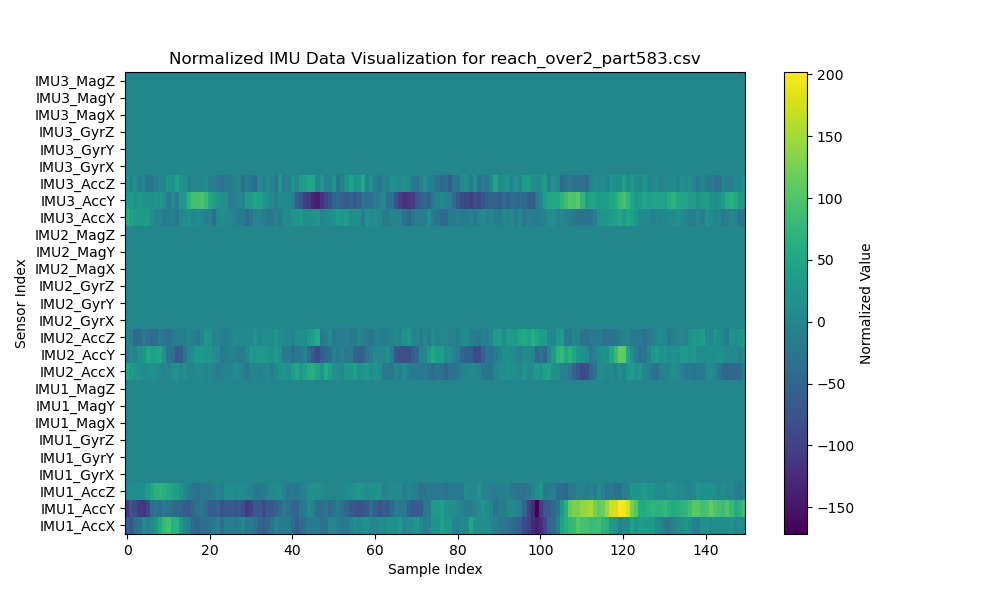 Normalized IMU Data Visualization for reach_over2_part583.csv
Sensor Index
IMU3_MagZ
IMU3_MagY
IMU3_MagX
IMU3_GyrZ
IMU3_GyrY
IMU3_GyrX
IMU3_AccZ
IMU3_AccY
IMU3_AccX
IMU2_MagZ
IMU2_MagY
IMU2_MagX
IMU2_GyrZ
IMU2_GyrY
IMU2_GyrX
IMU2_AccZ
IMU2_AccY
IMU2_AccX
IMU1_MagZ
IMU1_MagY
IMU1_MagX
IMU1_GyrZ
IMU1_GyrY
IMU1_GyrX
IMU1_AccZ
IMU1_AccY
IMU1_AccX
0 20 40 60 80 100 120 140
Sample Index
200
150
100
50
0
−50
−100
−150
Normalized Value